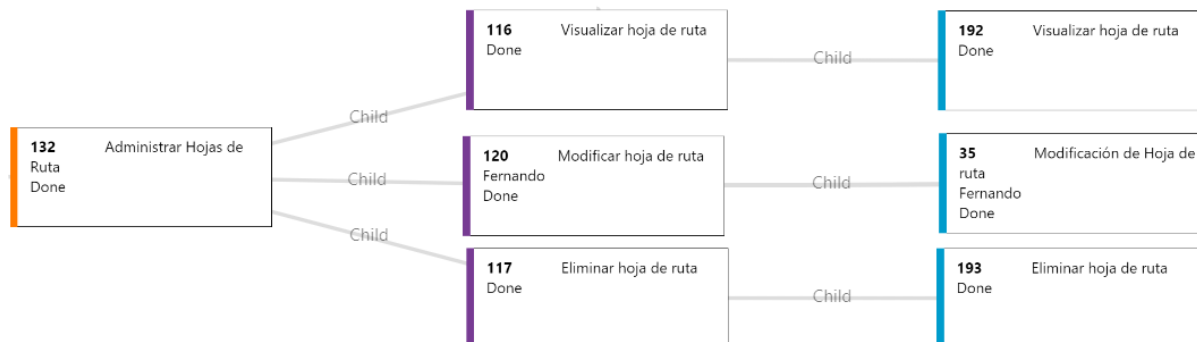 116 Visualizar hoja de ruta
Done
Child
192 Visualizar hoja de ruta
Done
Child
132 Administrar Hojas de
Ruta
Done
Child
120 Modificar hoja de ruta
Fernando
Done
Child
35 Modificación de Hoja de
ruta
Fernando
Done
Child
117 Eliminar hoja de ruta
Done
Child
193 Eliminar hoja de ruta
Done